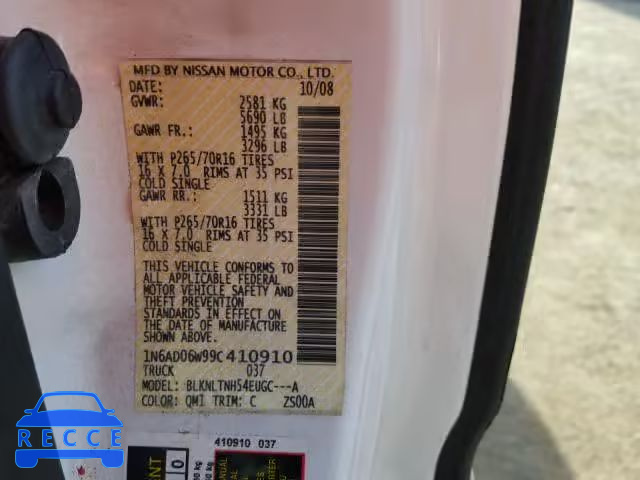 MFD BY NISSAN MOTOR CO., LTD.
DATE: 10/08
GVWR: 2581 KG
5690 LB
GAWR FR.: 1495 KG
3296 LB
WITH P265/70R16 TIRES
16 X 7.0 RIMS AT 35 PSI
COLD SINGLE
GAWR RR.: 1511 KG
3331 LB
WITH P265/70R16 TIRES
16 X 7.0 RIMS AT 35 PSI
COLD SINGLE
THIS VEHICLE CONFORMS TO
ALL APPLICABLE FEDERAL
MOTOR VEHICLE SAFETY AND
THEFT PREVENTION
STANDARDS IN EFFECT ON
THE DATE OF MANUFACTURE
SHOWN ABOVE.
1N6AD06W99C410910
TRUCK 037
MODEL: BLKNLTNH54EUGC---A
COLOR: QM1 TRIM: C ZS00A
410910 037
RECCE